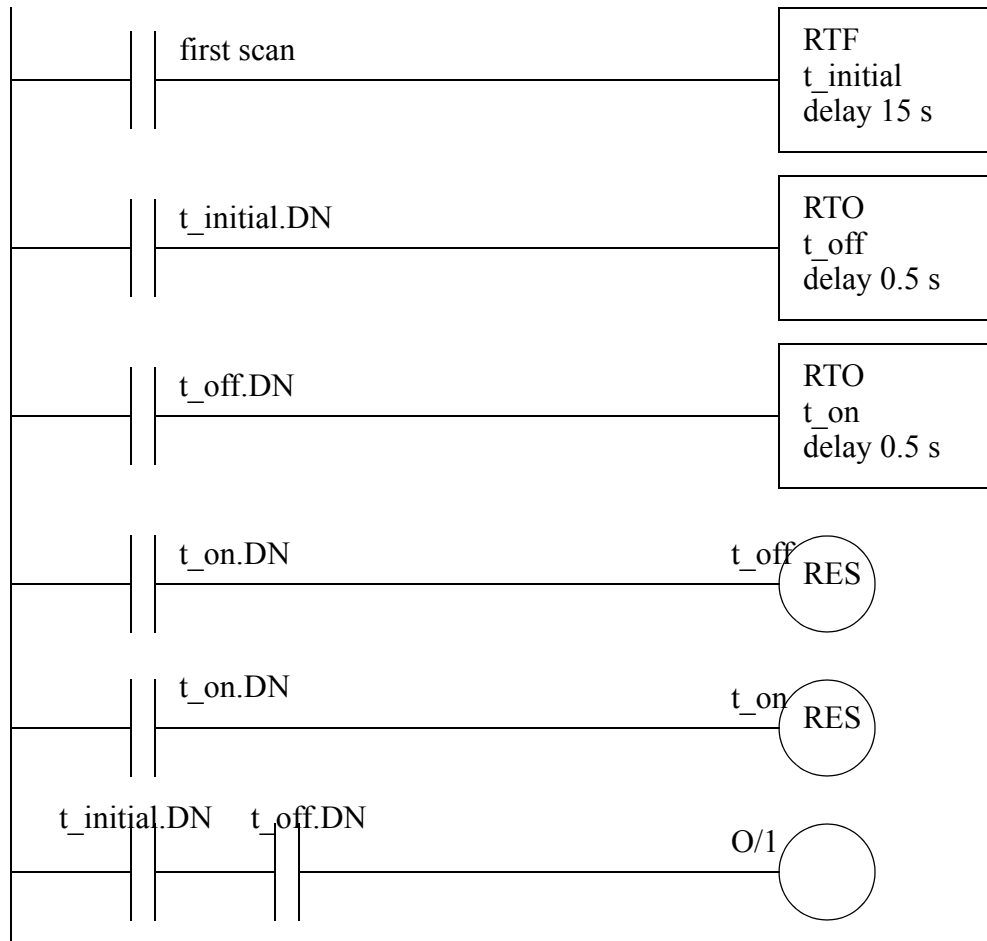 first scan
RTF
t_initial
delay 15 s
t_initial.DN
RTO
t_off
delay 0.5 s
t_off.DN
RTO
t_on
delay 0.5 s
t_on.DN
t_off
RES
t_on.DN
t_on
RES
t_initial.DN
t_off.DN
O/1